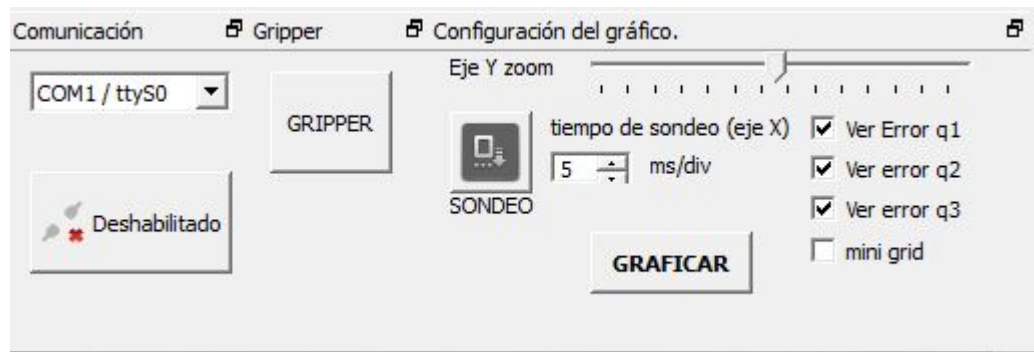 Comunicación
Gripper
Configuración del gráfico.
COM1 / ttyS0
Deshabilitado
GRIPPER
Eje Y zoom
SONDEO
tiempo de sondeo (eje X)
5 ms/div
GRAFICAR
Ver Error q1
Ver error q2
Ver error q3
mini grid